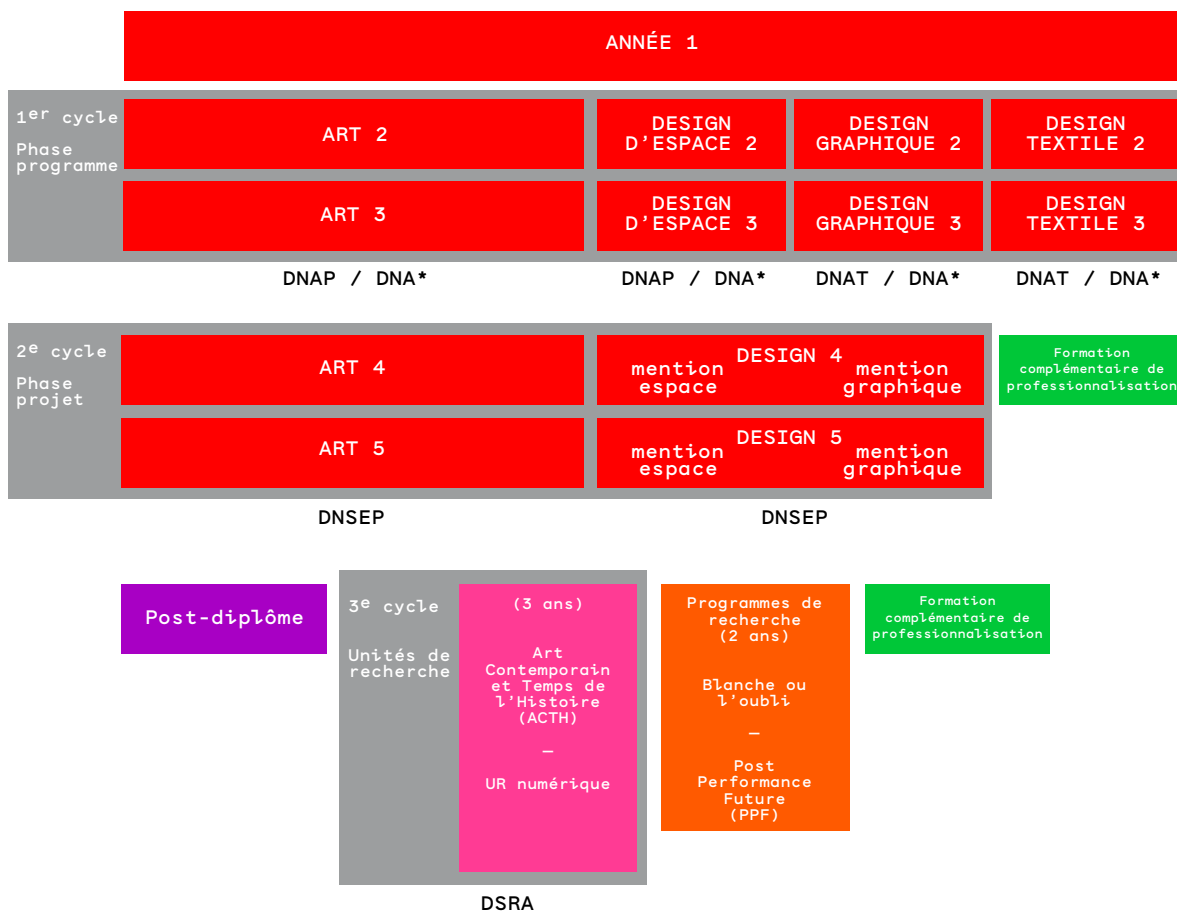 ANNÉE 1
1er cycle
Phase
programme
ART 2
DESIGN
D'ESPACE 2
DESIGN
GRAPHIQUE 2
DESIGN
TEXTILE 2
ART 3
DESIGN
D'ESPACE 3
DESIGN
GRAPHIQUE 3
DESIGN
TEXTILE 3
DNAP / DNA*
DNAP / DNA*
DNAT / DNA*
DNAT / DNA*
2e cycle
Phase
projet
ART 4
DESIGN 4
mention
espace
mention
graphique
Formation
complémentaire de
professionnalisation
ART 5
DESIGN 5
mention
espace
mention
graphique
DNSEP
DNSEP
Post-diplôme
3e cycle
Unités de
recherche
(3 ans)
Art
Contemporain
et Temps de
l'Histoire
(ACTH)
—
UR numérique
Programmes de
recherche
(2 ans)
Blanche ou
l'oubli
—
Post
Performance
Future
(PPF)
Formation
complémentaire de
professionnalisation
DSRA